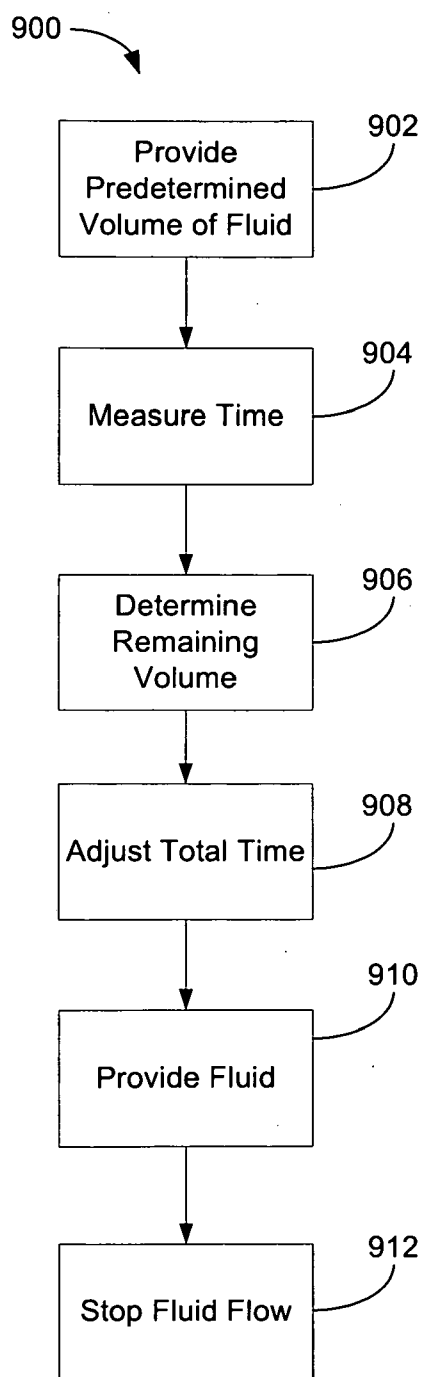 900
902
Provide
Predetermined
Volume of Fluid
904
Measure Time
906
Determine
Remaining
Volume
908
Adjust Total Time
910
Provide Fluid
912
Stop Fluid Flow